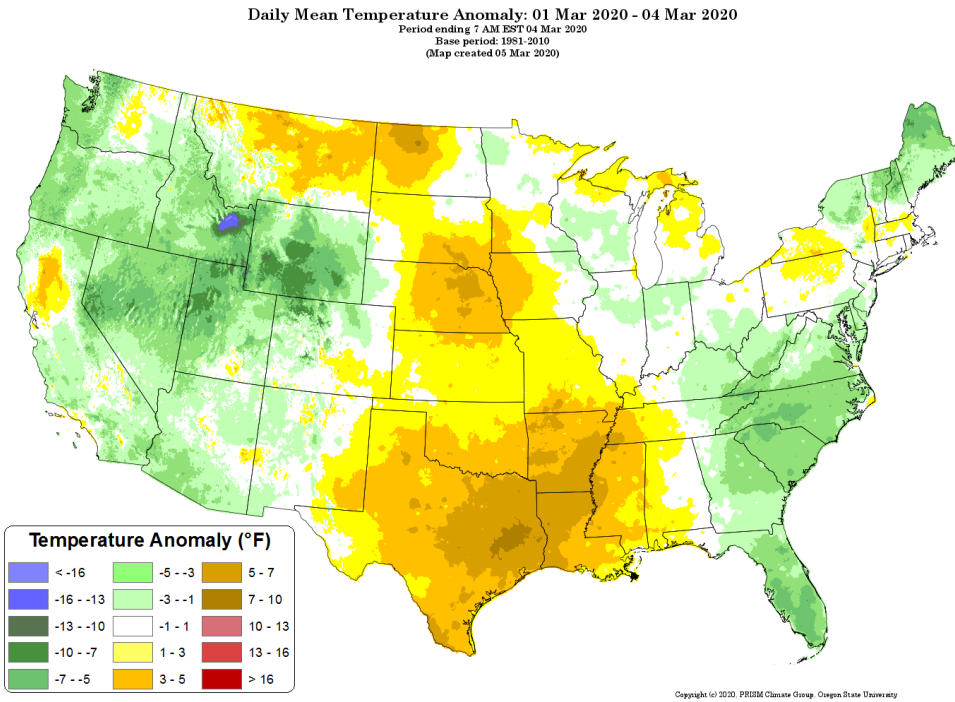 Daily Mean Temperature Anomaly: 01 Mar 2020 - 04 Mar 2020
Period ending 7 AM EST 04 Mar 2020
Base period: 1981-2010
(Map created 05 Mar 2020)
Temperature Anomaly (°F)
< -16
-5 - -3
5 - 7
-16 - -13
-3 - -1
7 - 10
-13 - -10
-1 - 1
10 - 13
-10 - -7
1 - 3
13 - 16
-7 - -5
3 - 5
> 16
Copyright (c) 2020, PRISM Climate Group, Oregon State University